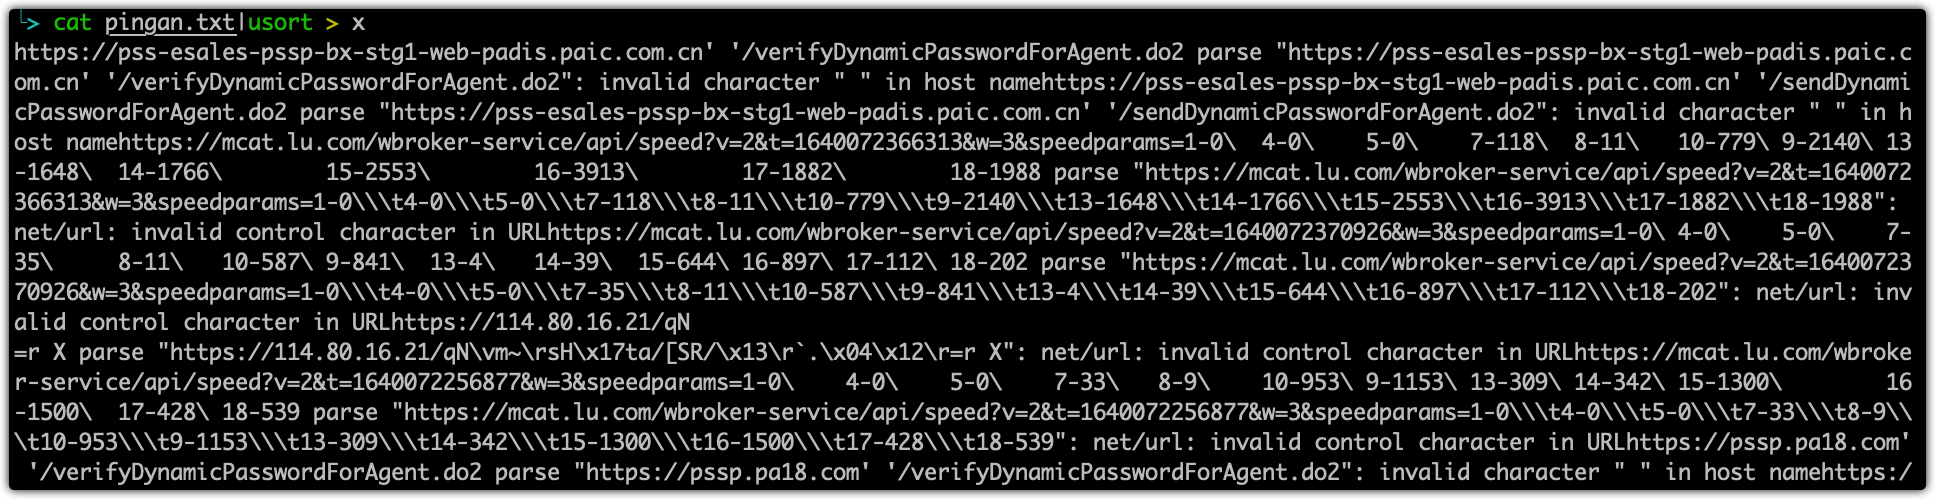 └> cat pingan.txt|usort > x
https://pss-esales-pssp-bx-stg1-web-padis.paic.com.cn' '/verifyDynamicPasswordForAgent.do2 parse "https://pss-esales-pssp-bx-stg1-web-padis.paic.c
om.cn' '/verifyDynamicPasswordForAgent.do2": invalid character " " in host namehttps://pss-esales-pssp-bx-stg1-web-padis.paic.com.cn' '/sendDynami
cPasswordForAgent.do2 parse "https://pss-esales-pssp-bx-stg1-web-padis.paic.com.cn' '/sendDynamicPasswordForAgent.do2": invalid character " " in h
ost namehttps://mcat.lu.com/wbroker-service/api/speed?v=2&t=1640072366313&w=3&speedparams=1-0\  4-0\    5-0\    7-118\  8-11\   10-779\ 9-2140\ 13
-1648\  14-1766\        15-2553\        16-3913\        17-1882\        18-1988 parse "https://mcat.lu.com/wbroker-service/api/speed?v=2&t=1640072
366313&w=3&speedparams=1-0\\\t4-0\\\t5-0\\\t7-118\\\t8-11\\\t10-779\\\t9-2140\\\t13-1648\\\t14-1766\\\t15-2553\\\t16-3913\\\t17-1882\\\t18-1988":
net/url: invalid control character in URLhttps://mcat.lu.com/wbroker-service/api/speed?v=2&t=1640072370926&w=3&speedparams=1-0\ 4-0\    5-0\    7-
35\     8-11\   10-587\ 9-841\  13-4\   14-39\  15-644\ 16-897\ 17-112\ 18-202 parse "https://mcat.lu.com/wbroker-service/api/speed?v=2&t=16400723
70926&w=3&speedparams=1-0\\\t4-0\\\t5-0\\\t7-35\\\t8-11\\\t10-587\\\t9-841\\\t13-4\\\t14-39\\\t15-644\\\t16-897\\\t17-112\\\t18-202": net/url: inv
alid control character in URLhttps://114.80.16.21/qN
=r X parse "https://114.80.16.21/qN\vm~\rsH\x17ta/[SR/\x13\r`.\x04\x12\r=r X": net/url: invalid control character in URLhttps://mcat.lu.com/wbroke
r-service/api/speed?v=2&t=1640072256877&w=3&speedparams=1-0\    4-0\    5-0\    7-33\   8-9\    10-953\ 9-1153\ 13-309\ 14-342\ 15-1300\        16
-1500\  17-428\ 18-539 parse "https://mcat.lu.com/wbroker-service/api/speed?v=2&t=1640072256877&w=3&speedparams=1-0\\\t4-0\\\t5-0\\\t7-33\\\t8-9\\
\t10-953\\\t9-1153\\\t13-309\\\t14-342\\\t15-1300\\\t16-1500\\\t17-428\\\t18-539": net/url: invalid control character in URLhttps://pssp.pa18.com'
 '/verifyDynamicPasswordForAgent.do2 parse "https://pssp.pa18.com' '/verifyDynamicPasswordForAgent.do2": invalid character " " in host namehttps:/